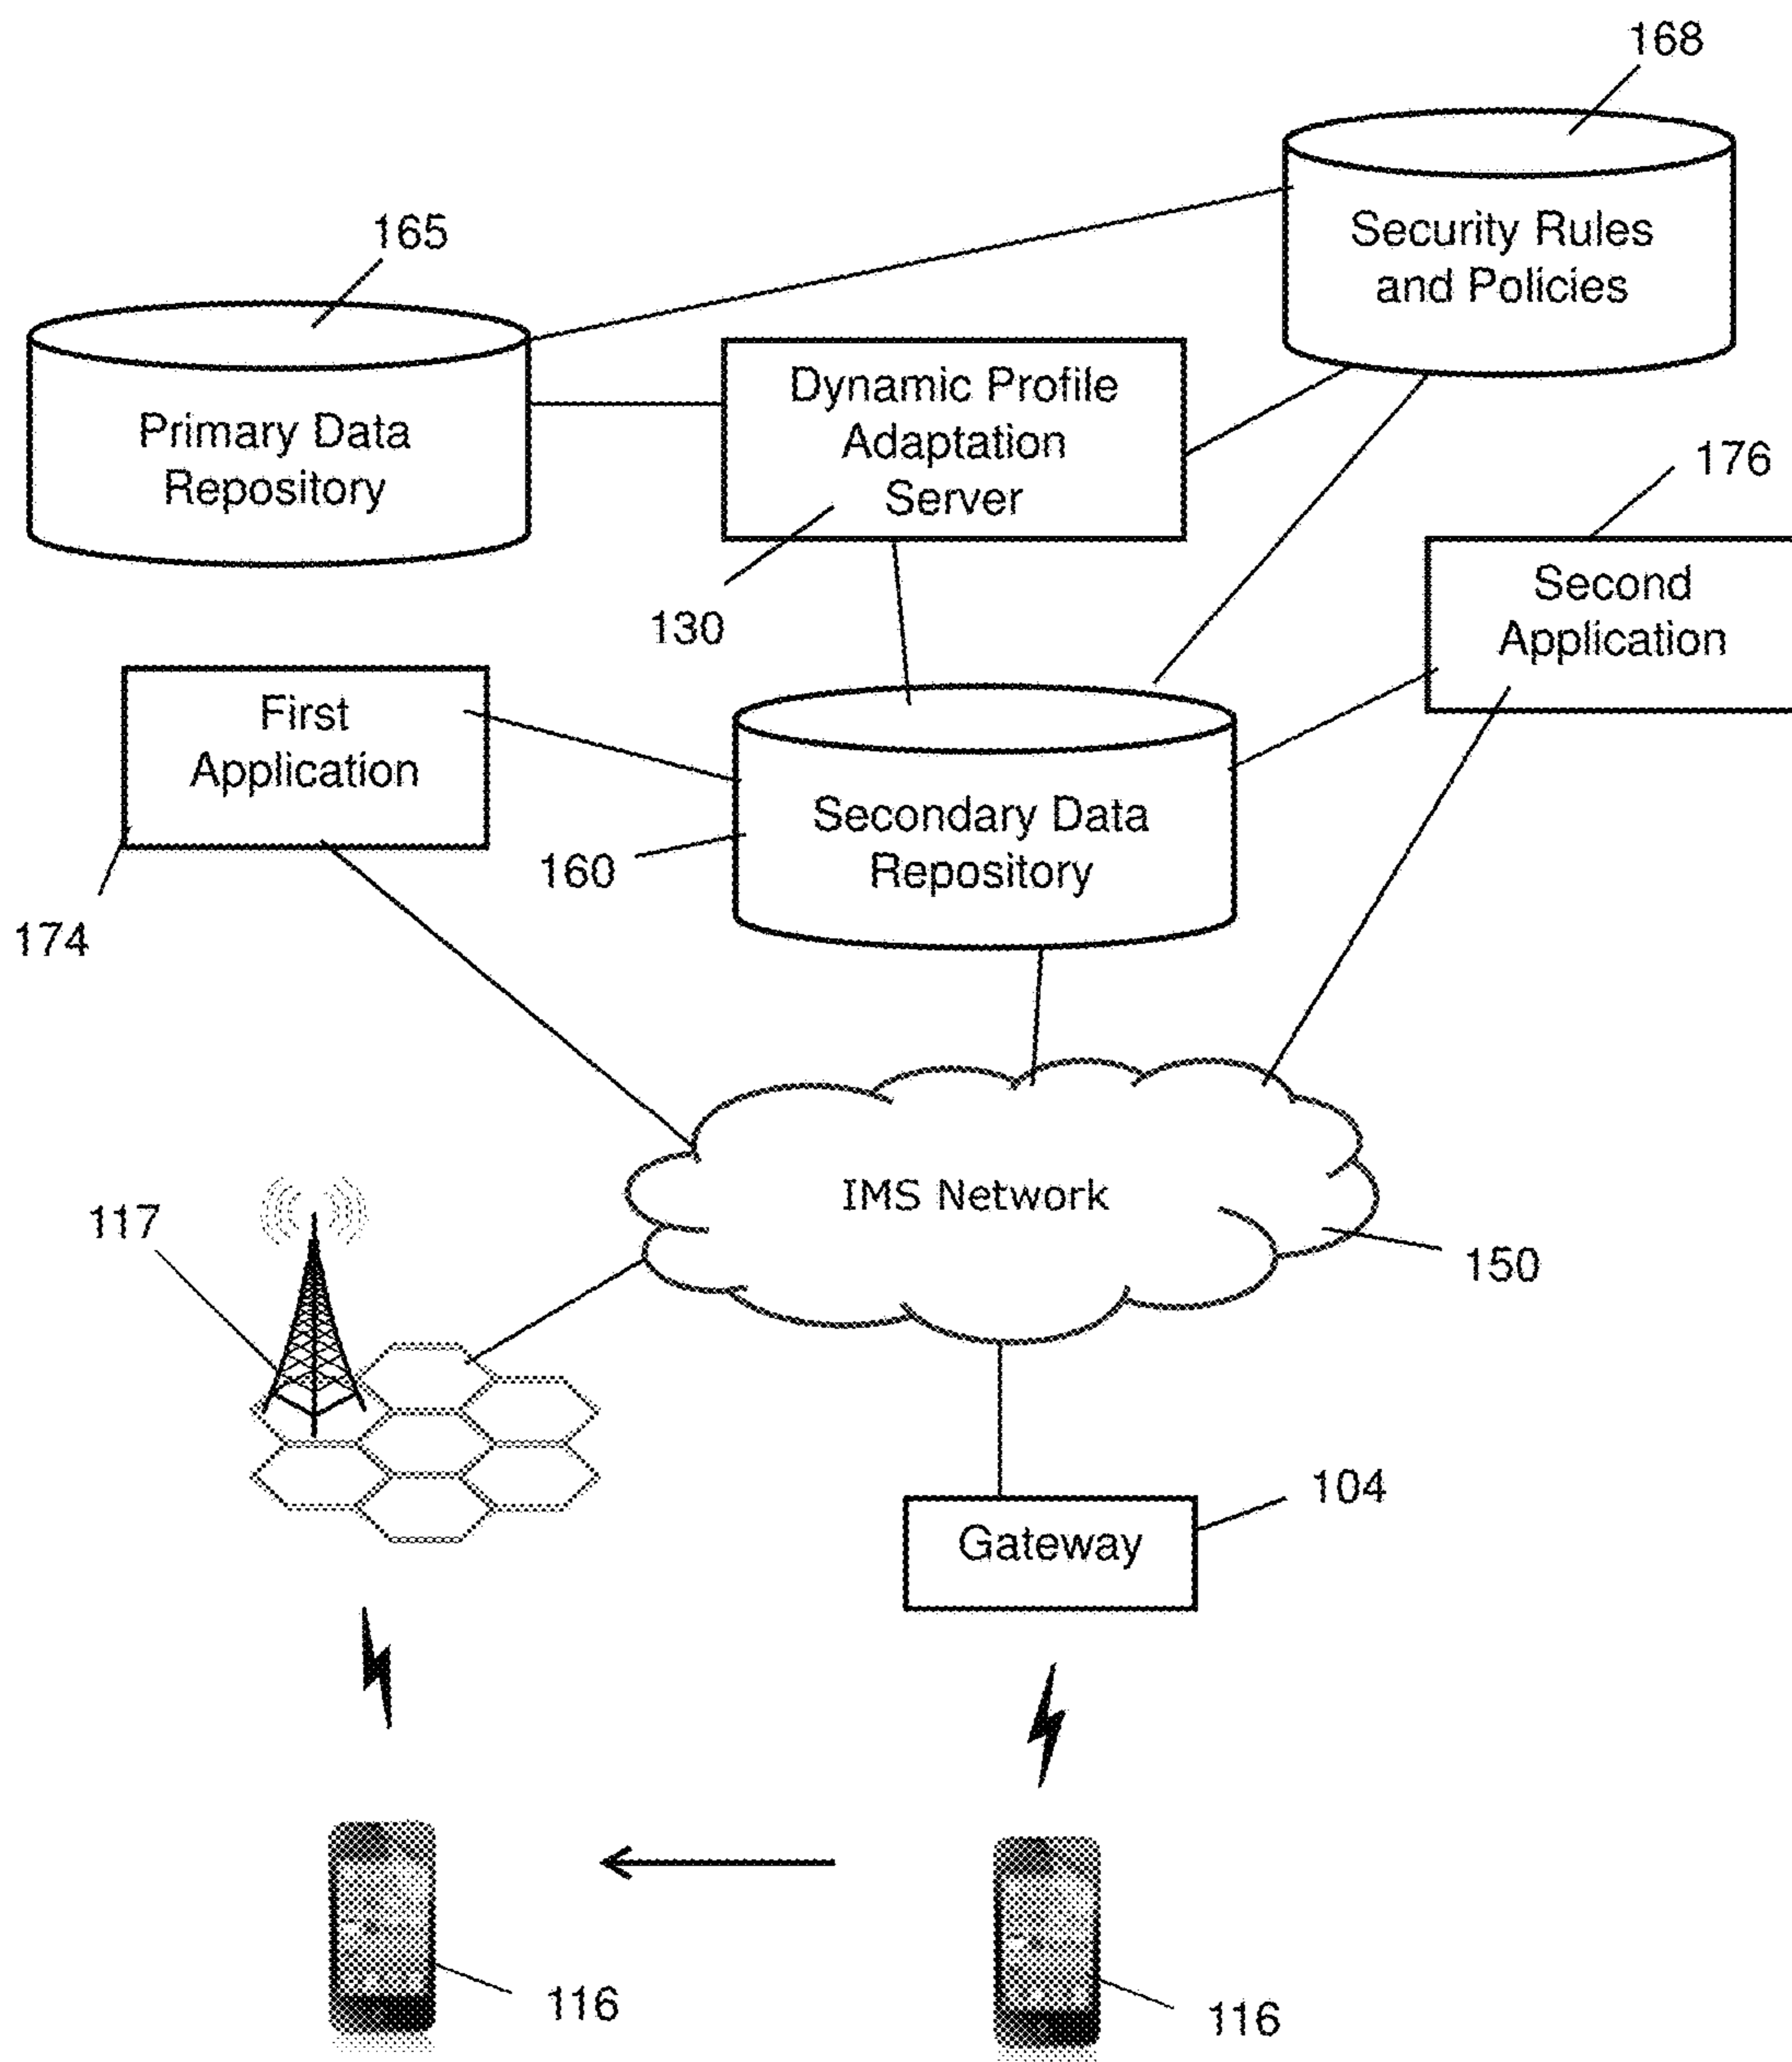 168
Security Rules
and Policies
165
Primary Data
Repository
Dynamic Profile
Adaptation
Server
130
176
Second
Application
First
Application
174
Secondary Data
Repository
160
IMS Network
150
117
104
Gateway
116
116